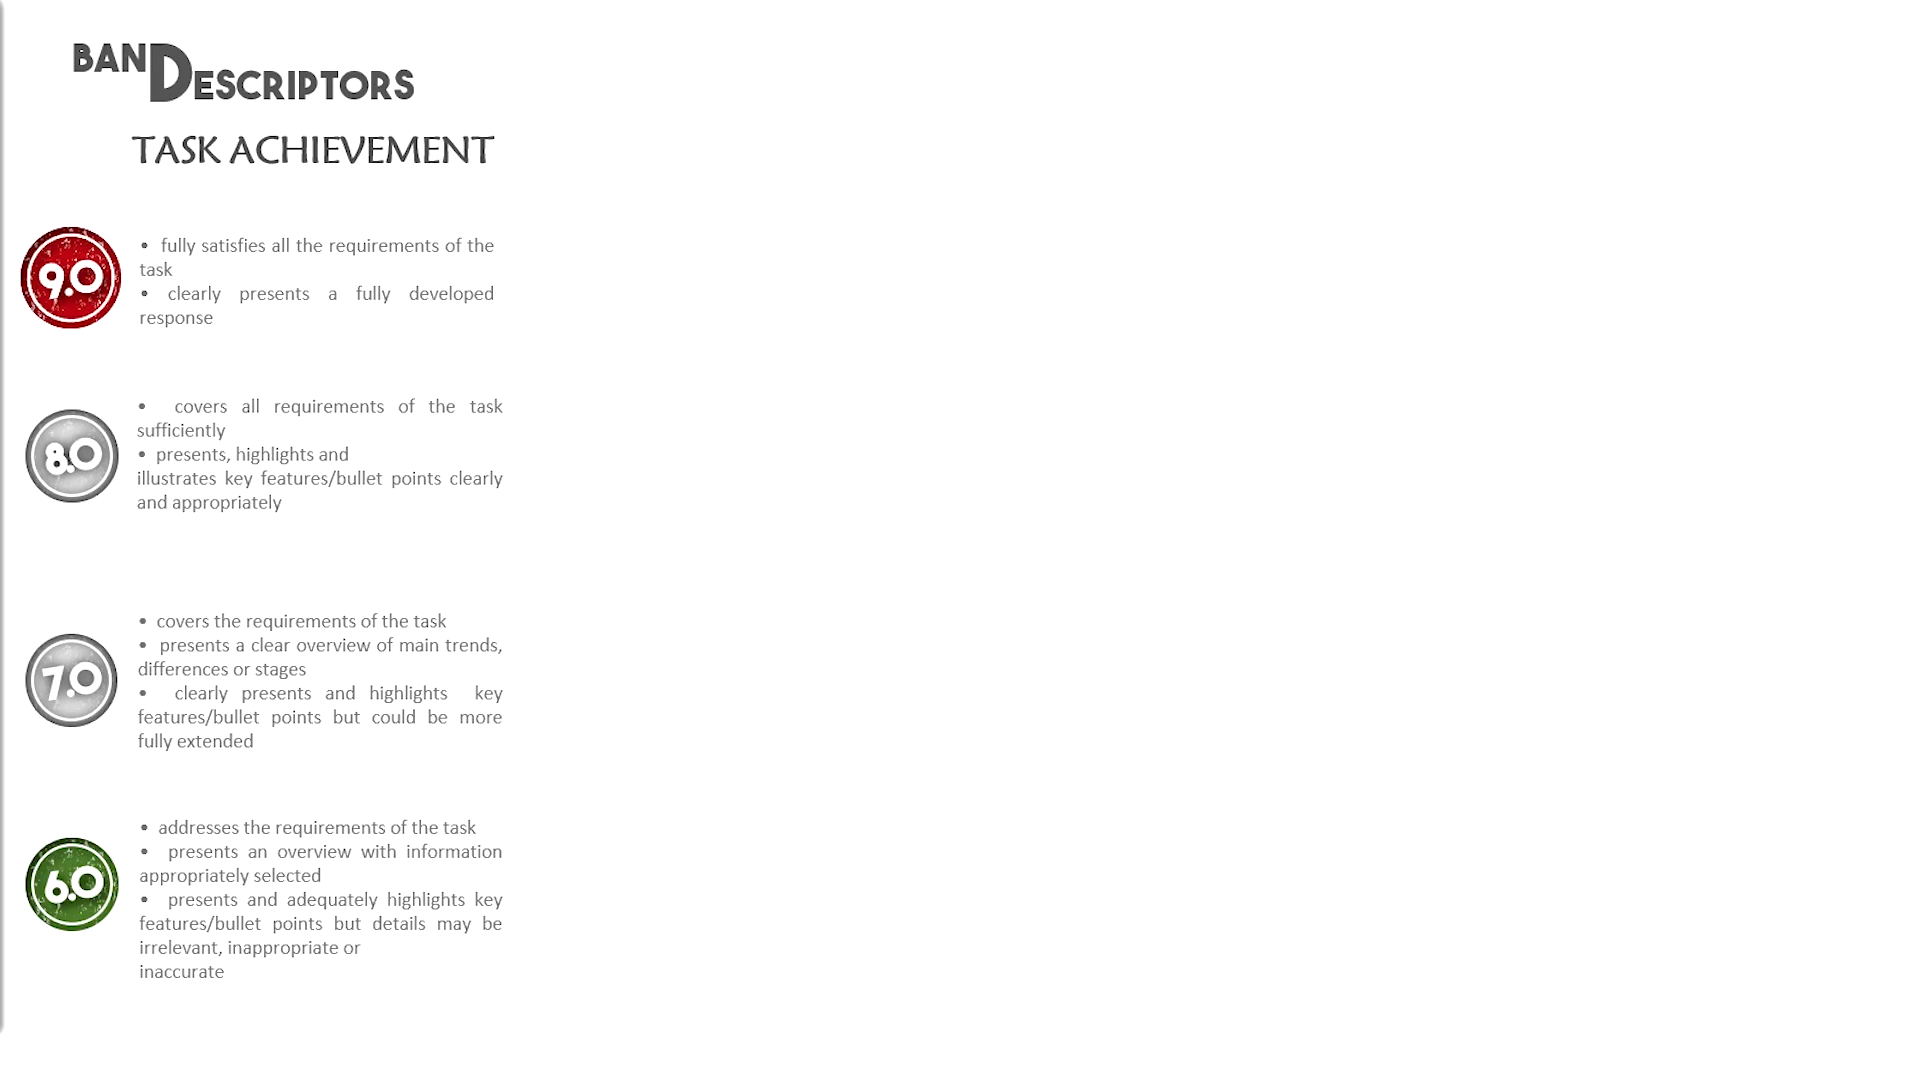 BAND ESCRIPTORS
TASK ACHIEVEMENT
9.0
• fully satisfies all the requirements of the
task
• clearly presents a fully developed
response
8.0
• covers all requirements of the task
sufficiently
• presents, highlights and
illustrates key features/bullet points clearly
and appropriately
7.0
• covers the requirements of the task
• presents a clear overview of main trends,
differences or stages
• clearly presents and highlights key
features/bullet points but could be more
fully extended
6.0
• addresses the requirements of the task
• presents an overview with information
appropriately selected
• presents and adequately highlights key
features/bullet points but details may be
irrelevant, inappropriate or
inaccurate